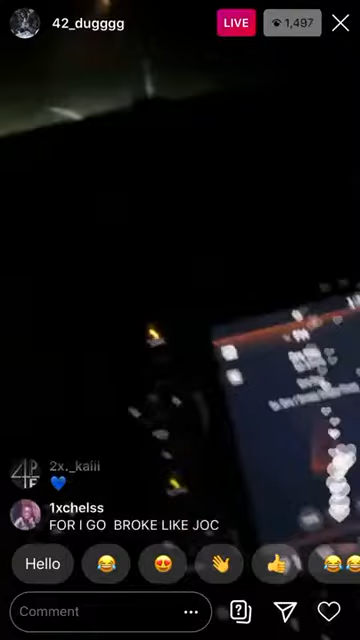 42_dugggg
LIVE
1,497
2x._kaiii
💙
1xchelss
FOR I GO BROKE LIKE JOC
Hello
Comment